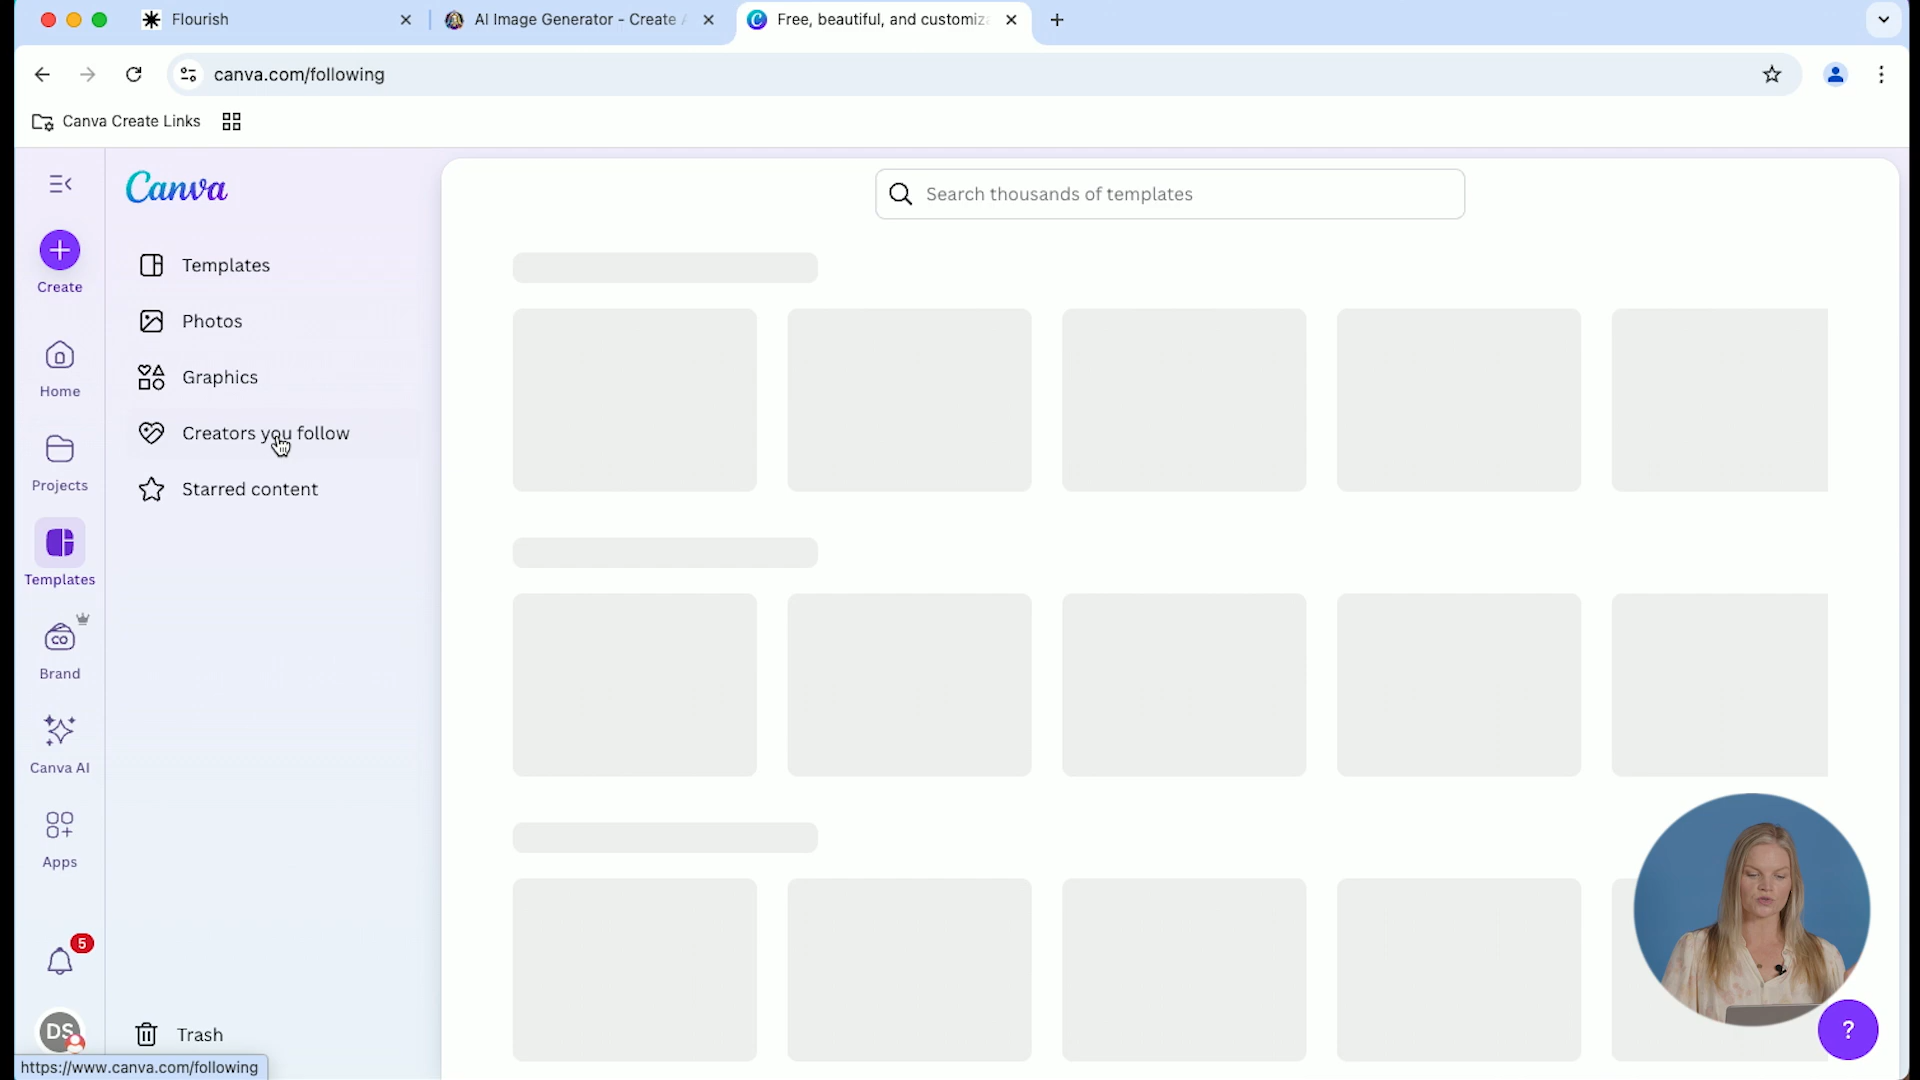 Flourish
AI Image Generator - Create
Free, beautiful, and customiz
canva.com/following
Canva Create Links
Canva
Search thousands of templates
Create
Templates
Photos
Home
Graphics
Creators you follow
Projects
Starred content
Templates
CO
Brand
Canva AI
Apps
5
DS
Trash
?
https://www.canva.com/following